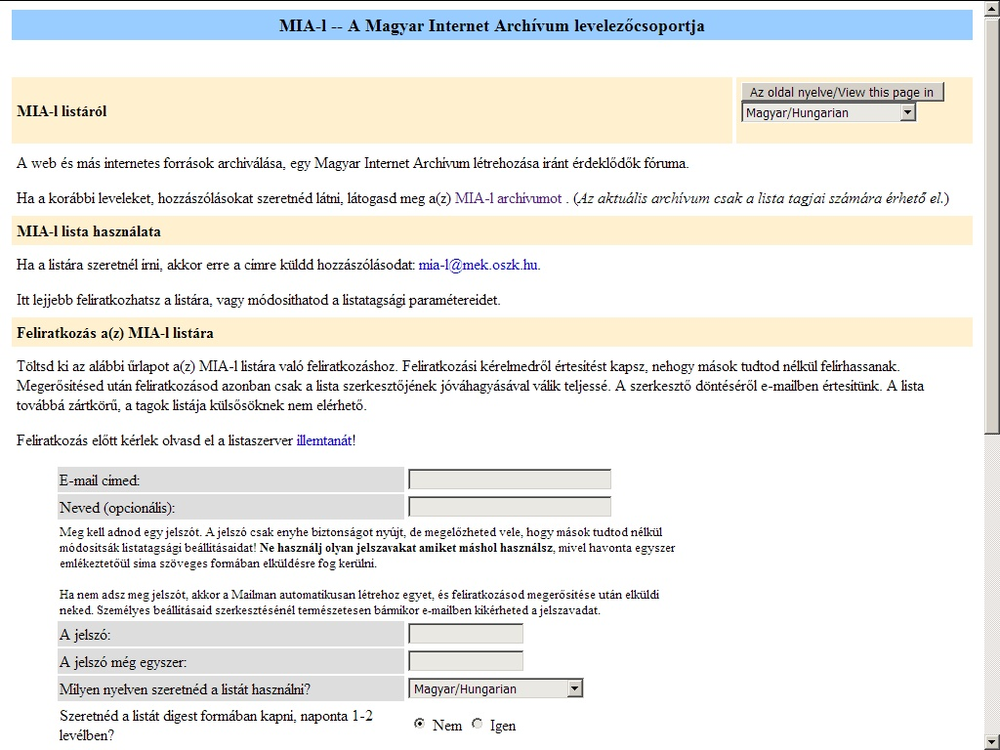 MIA-l -- A Magyar Internet Archívum levelezőcsoportja
MIA-l listáról
Az oldal nyelve/View this page in
Magyar/Hungarian
A web és más internetes források archiválása, egy Magyar Internet Archívum létrehozása iránt érdeklődők fóruma.
Ha a korábbi leveleket, hozzászólásokat szeretnéd látni, látogasd meg a(z) MIA-l archívumot . (Az aktuális archívum csak a lista tagjai számára érhető el.)
MIA-l lista használata
Ha a listára szeretnél írni, akkor erre a címre küldd hozzászólásodat: mia-l@mek.oszk.hu.
Itt lejjebb feliratkozhatsz a listára, vagy módosíthatod a listatagsági paramétereidet.
Feliratkozás a(z) MIA-l listára
Töltsd ki az alábbi űrlapot a(z) MIA-l listára való feliratkozáshoz. Feliratkozási kérelmedről értesítést kapsz, nehogy mások tudtod nélkül felírhassanak.
Megerősítésed után feliratkozásod azonban csak a lista szerkesztőjének jóváhagyásával válik teljessé. A szerkesztő döntéséről e-mailben értesítünk. A lista
továbbá zártkörű, a tagok listája külsősöknek nem elérhető.
Feliratkozás előtt kérlek olvasd el a listaszerver illemtanát!
E-mail címed:
Neved (opcionális):
Meg kell adnod egy jelszót. A jelszó csak enyhe biztonságot nyújt, de megelőzheted vele, hogy mások tudtod nélkül
módosítsák listatagsági beállításaidat! Ne használj olyan jelszavakat amiket máshol használsz, mivel havonta egyszer
emlékeztetőül sima szöveges formában elküldésre fog kerülni.
Ha nem adsz meg jelszót, akkor a Mailman automatikusan létrehoz egyet, és feliratkozásod megerősítése után elküldi
neked. Személyes beállításaid szerkesztésénél természetesen bármikor e-mailben kikérheted a jelszavadat.
A jelszó:
A jelszó még egyszer:
Milyen nyelven szeretnéd a listát használni?
Magyar/Hungarian
Szeretnéd a listát digest formában kapni, naponta 1-2
levélben?
Nem Igen